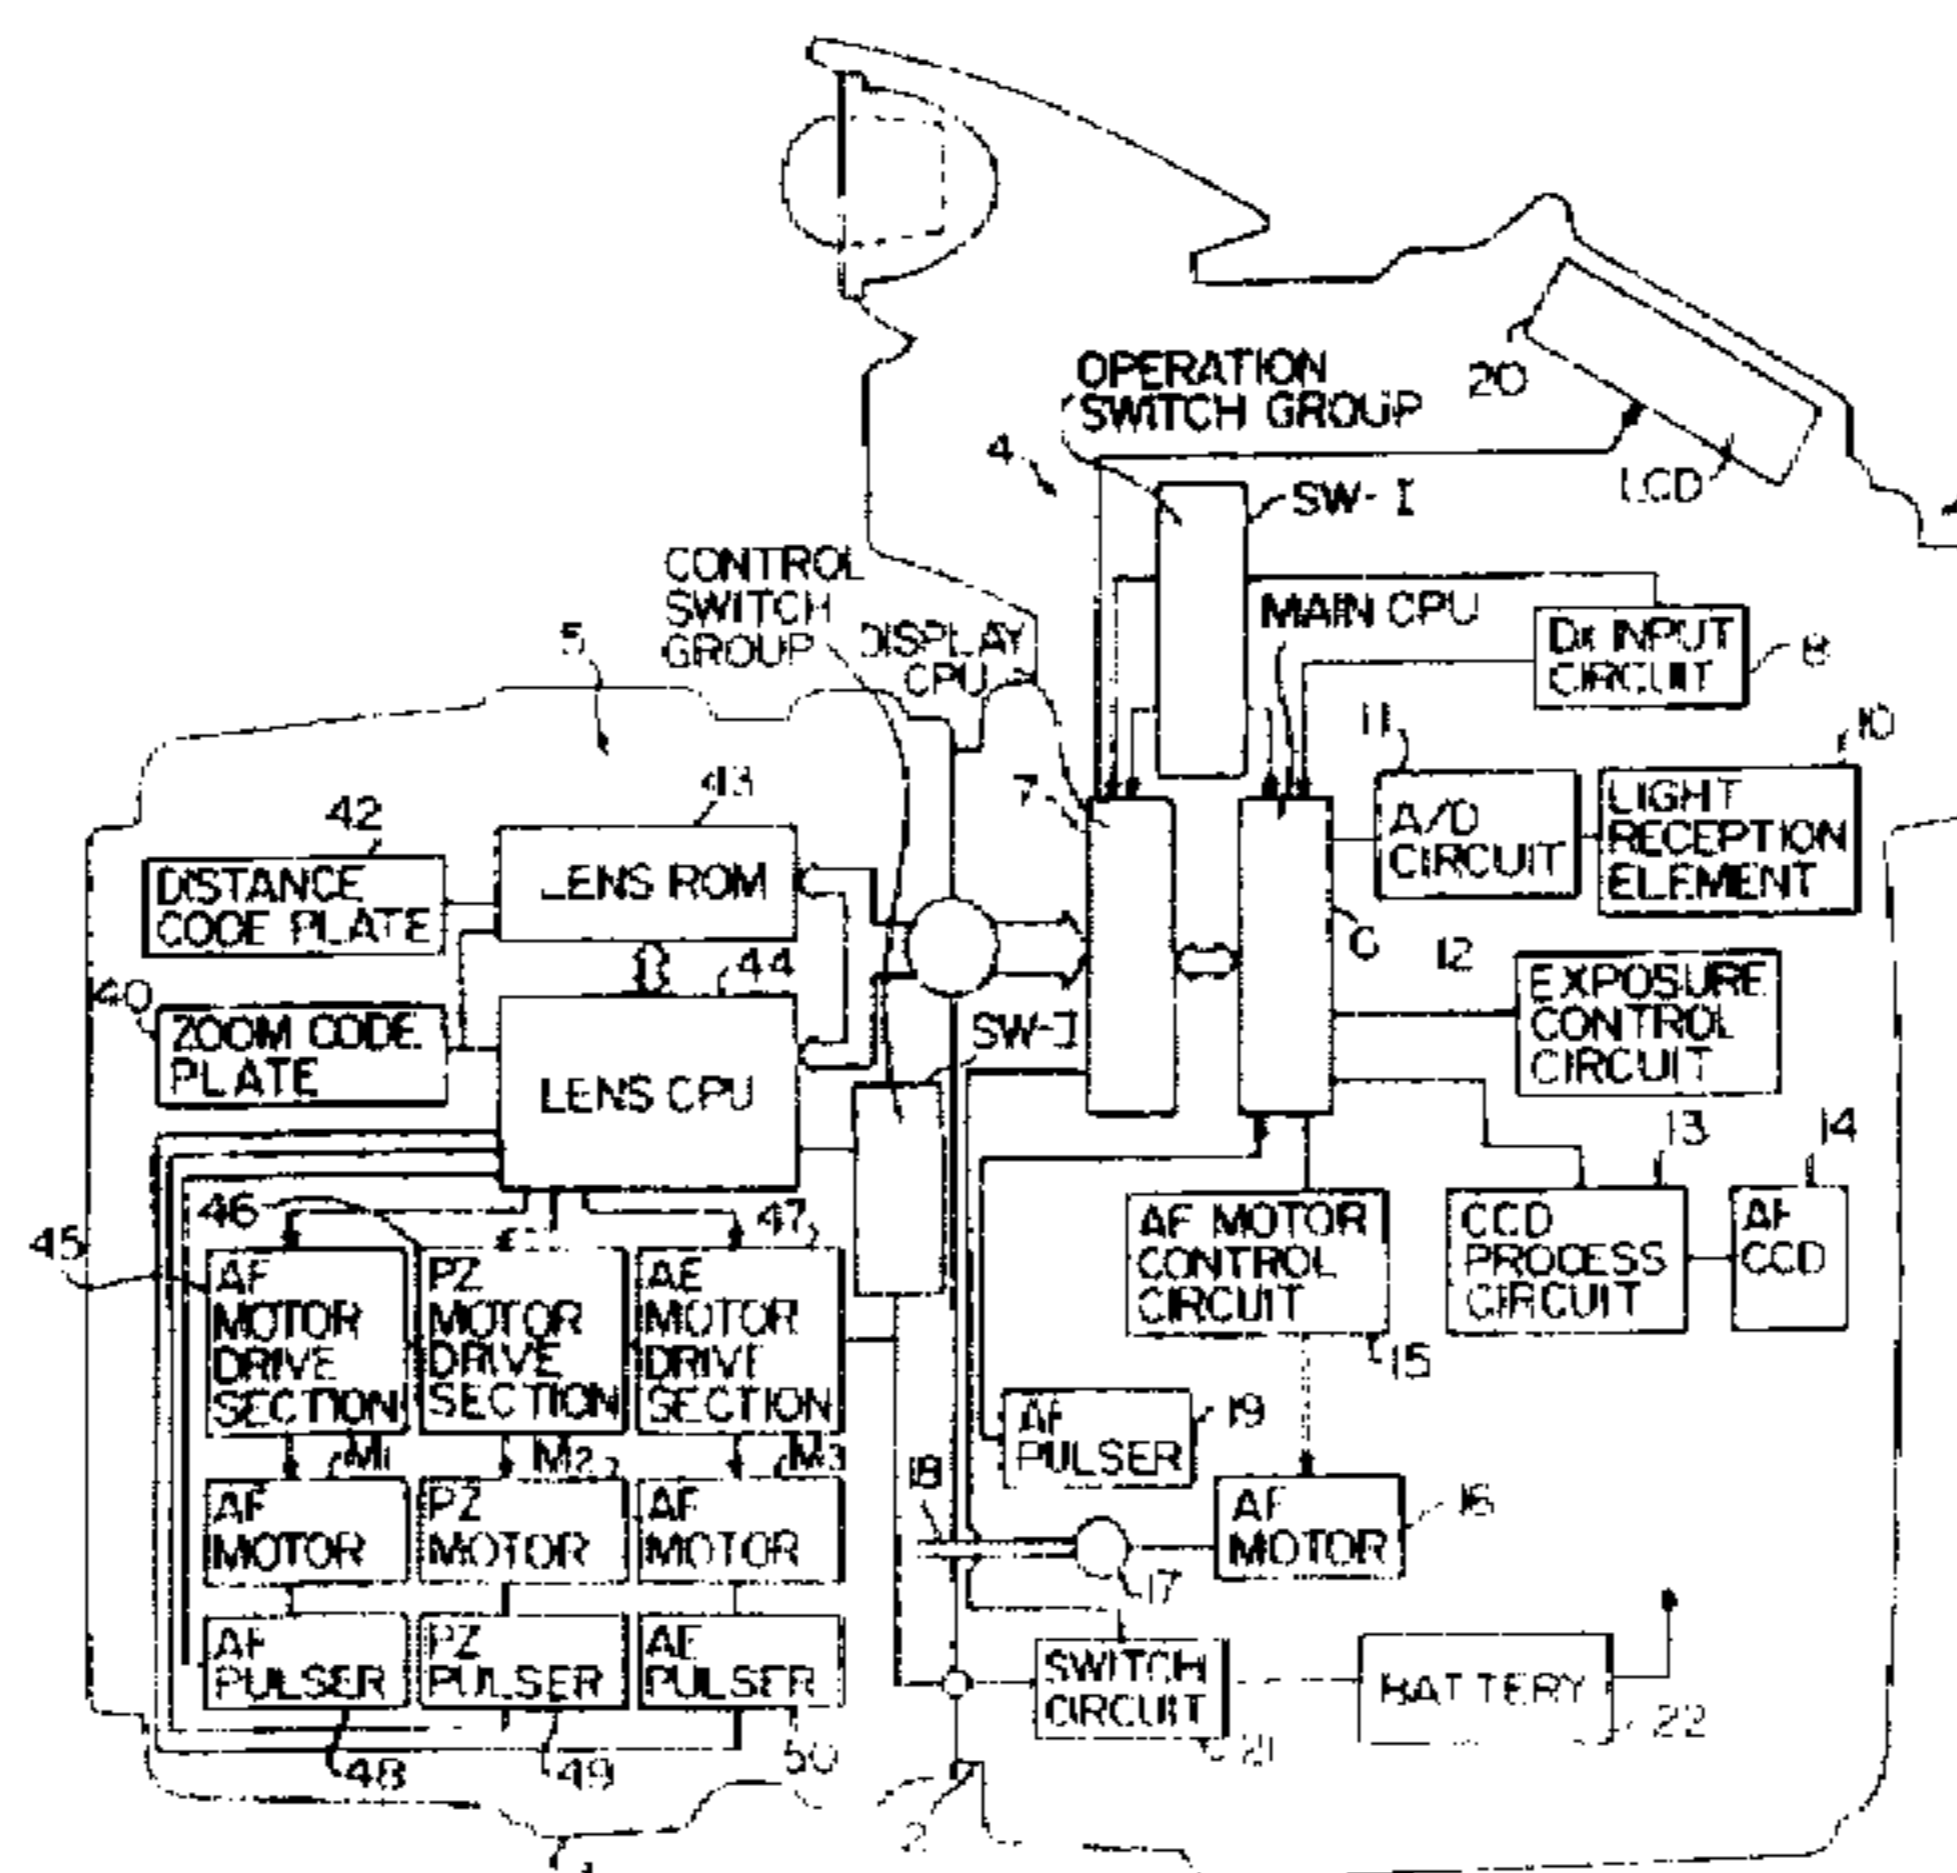 OPERATION
SWITCH GROUP
20
LCD
4
SW-I
CONTROL
SWITCH
GROUP
DISPLAY
CPU
MAIN CPU
DX INPUT
CIRCUIT
8
5
11
10
7
43
42
A/D
CIRCUIT
LIGHT
RECEPTION
ELEMENT
DISTANCE
CODE PLATE
LENS ROM
44
12
40
ZOOM CODE
PLATE
LENS CPU
EXPOSURE
CONTROL
CIRCUIT
13
14
46
47
45
AF
MOTOR
DRIVE
SECTION
PZ
MOTOR
DRIVE
SECTION
AE
MOTOR
DRIVE
SECTION
AF MOTOR
CONTROL
CIRCUIT
CCD
PROCESS
CIRCUIT
AF
CCD
15
M1
M2
M3
AF
PULSER
19
18
AF
MOTOR
PZ
MOTOR
MOTOR
AF
MOTOR
16
17
AF
PULSER
PZ
PULSER
AE
PULSER
SWITCH
CIRCUIT
BATTERY
21
22
48
49
50
2